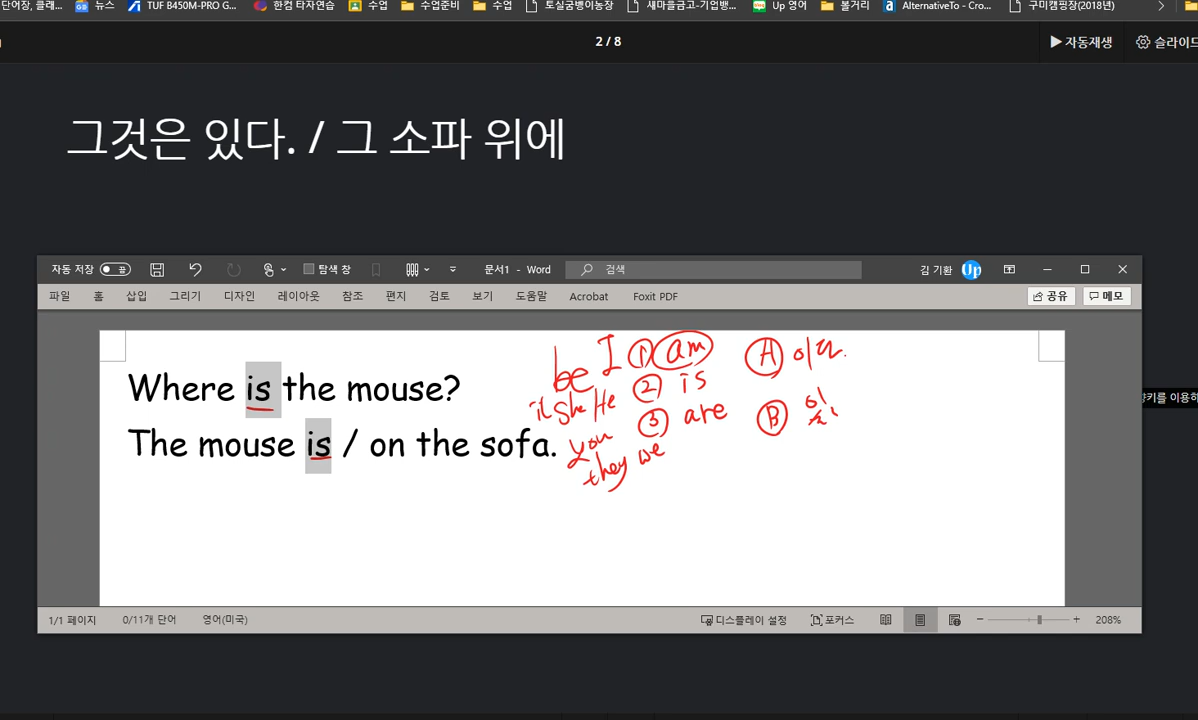 단어장, 클래... 뉴스 TUF B450M-PRO G... 한컴 타자연습 수업 수업준비 수업 토실굼벵이농장 새마을금고-기업뱅... Up 영어 볼거리 AlternativeTo - Cro... 구미캠핑장(2018년)
2 / 8
자동재생 슬라이드
그것은 있다. / 그 소파 위에
자동 저장 끔 탐색 창 문서1 - Word 검색 김 기환 Up
파일 홈 삽입 그리기 디자인 레이아웃 참조 편지 검토 보기 도움말 Acrobat Foxit PDF 공유 메모
be I ① am Ⓐ 이다.
Where is the mouse?
it She He ② is
향키를 이용하
you ③ are Ⓑ 있
The mouse is / on the sofa.
they we
1/1 페이지 0/11개 단어 영어(미국) 디스플레이 설정 포커스 208%